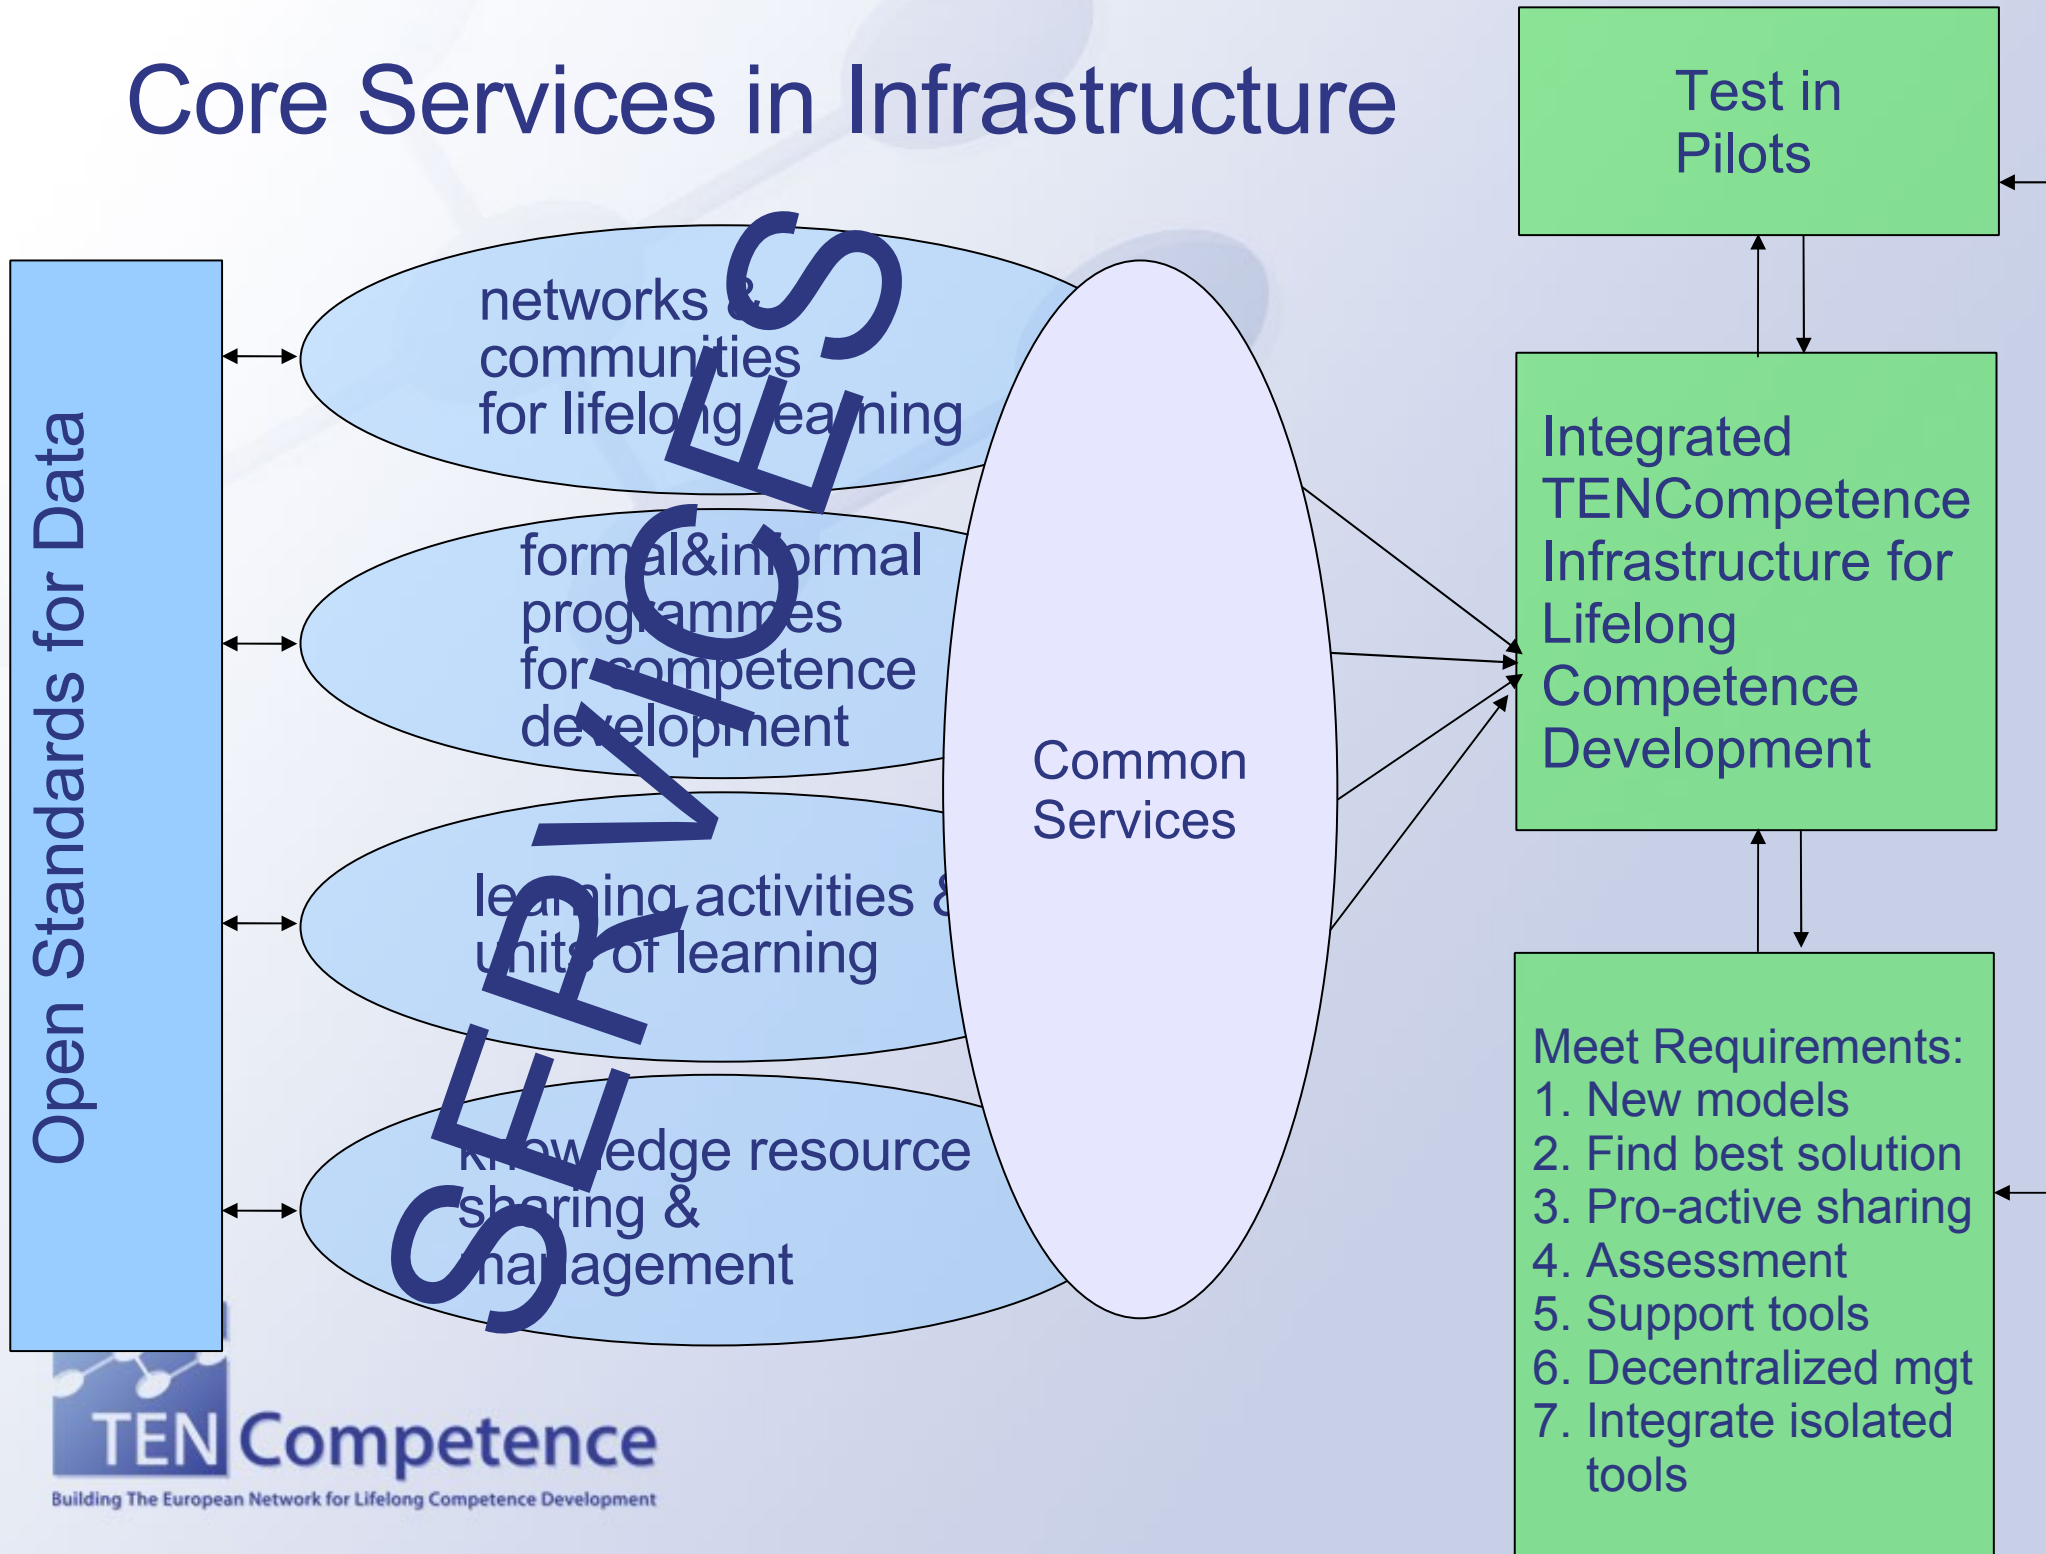 Core Services in Infrastructure
Open Standards for Data
networks &
communities
for lifelong learning
formal&informal
programmes
for competence
development
learning activities &
units of learning
knowledge resource
sharing &
management
SERVICES
Common
Services
Test in
Pilots
Integrated
TENCompetence
Infrastructure for
Lifelong
Competence
Development
Meet Requirements:
1. New models
2. Find best solution
3. Pro-active sharing
4. Assessment
5. Support tools
6. Decentralized mgt
7. Integrate isolated
tools
TENCompetence
Building The European Network for Lifelong Competence Development